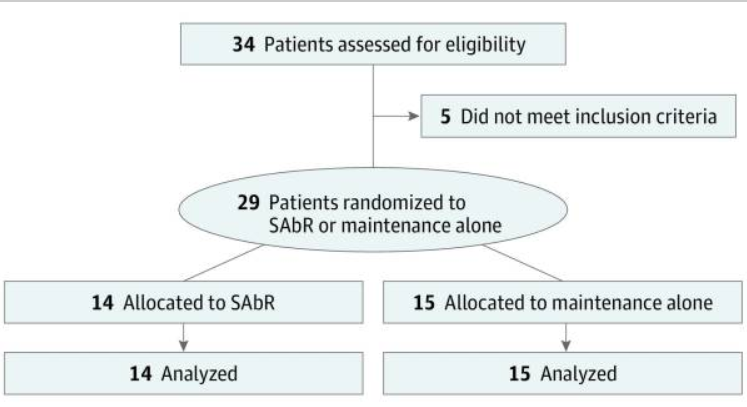 34 Patients assessed for eligibility
5 Did not meet inclusion criteria
29 Patients randomized to
SAbR or maintenance alone
14 Allocated to SAbR
15 Allocated to maintenance alone
14 Analyzed
15 Analyzed